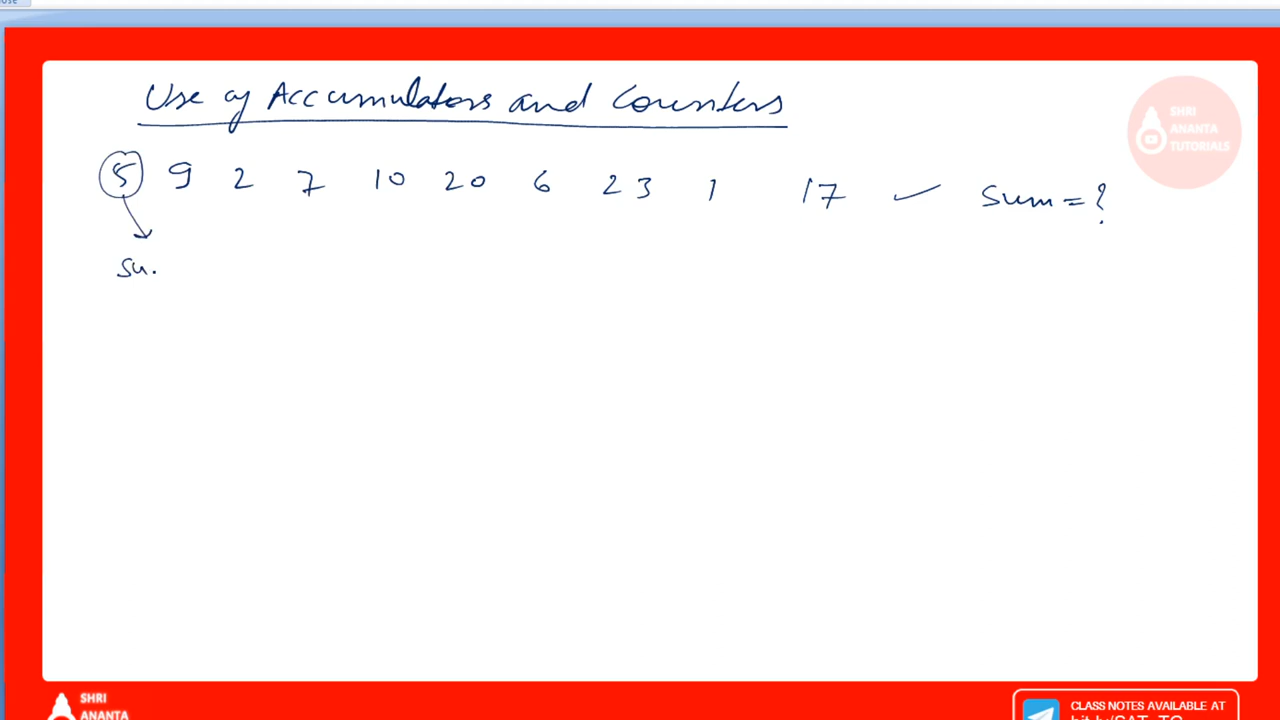 Use of Accumulators and Counters
SHRI
ANANTA
TUTORIALS
5 9 2 7 10 20 6 23 1 17 ✓ Sum = ?
Su.
SHRI
ANANTA
CLASS NOTES AVAILABLE AT